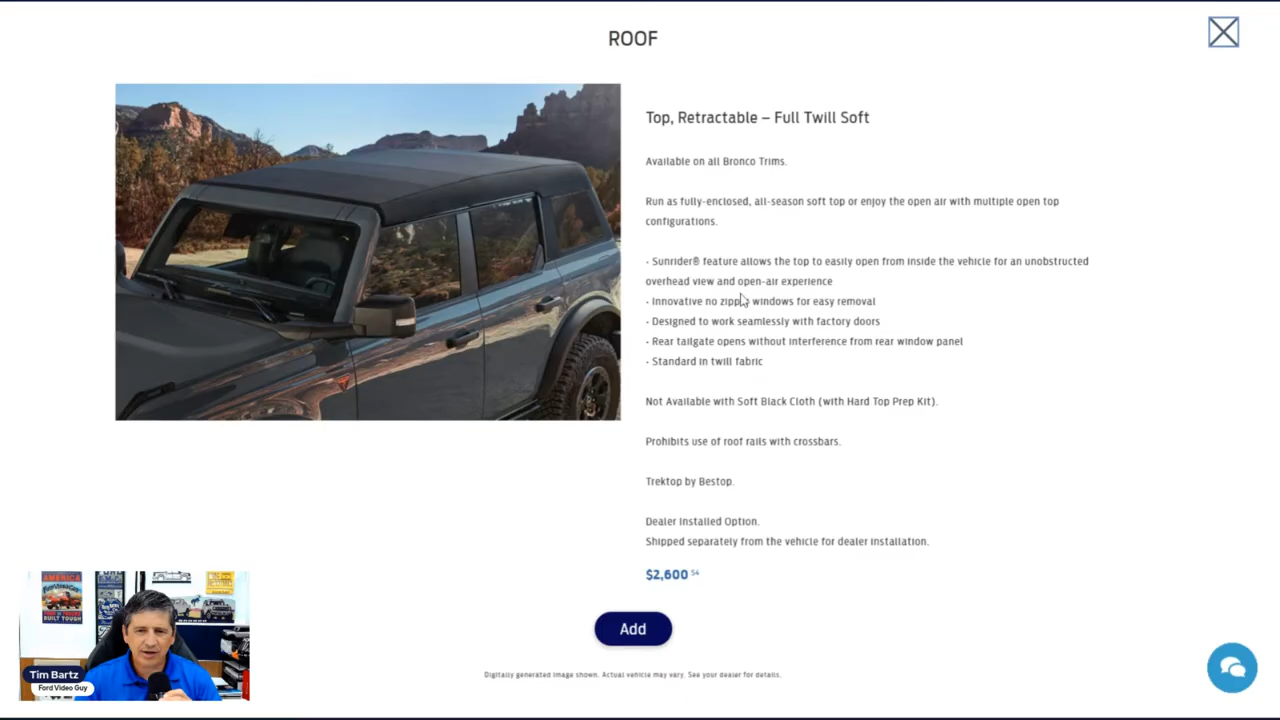 ROOF
Top, Retractable – Full Twill Soft
Available on all Bronco Trims.
Run as fully-enclosed, all-season soft top or enjoy the open air with multiple open top
configurations.
• Sunrider® feature allows the top to easily open from inside the vehicle for an unobstructed
overhead view and open-air experience
• Innovative no zipper windows for easy removal
• Designed to work seamlessly with factory doors
• Rear tailgate opens without interference from rear window panel
• Standard in twill fabric
Not Available with Soft Black Cloth (with Hard Top Prep Kit).
Prohibits use of roof rails with crossbars.
Trektop by Bestop.
Dealer Installed Option.
Shipped separately from the vehicle for dealer installation.
$2,600 54
Add
Digitally generated image shown. Actual vehicle may vary. See your dealer for details.
AMERICA
BUILT TOUGH
Tim Bartz
Ford Video Guy